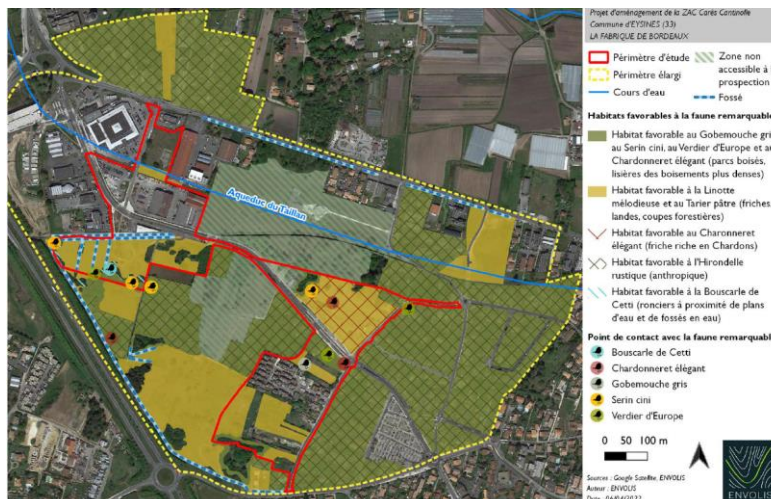 Projet d'aménagement de la ZAC Carès Cantinolle
Commune d'EYSINES (33)
LA FABRIQUE DE BORDEAUX
Périmètre d'étude
Périmètre élargi
Cours d'eau
Zone non
accessible à l
prospection
Fossé
Habitats favorables à la faune remarquable
Habitat favorable au Gobemouche gri
au Serin cini, au Verdier d'Europe et au
Chardonneret élégant (parcs boisés,
lisières des boisements plus denses)
Habitat favorable à la Linotte
mélodieuse et au Tarier pâtre (friches,
landes, coupes forestières)
Habitat favorable au Charonneret
élégant (friche riche en Chardons)
Habitat favorable à l'Hirondelle
rustique (anthropique)
Habitat favorable à la Bouscarle de
Cetti (ronciers à proximité de plans
d'eau et de fossés en eau)
Point de contact avec la faune remarquabl
Bouscarle de Cetti
Chardonneret élégant
Gobemouche gris
Serin cini
Verdier d'Europe
0 50 100 m
Sources : Google Satellite, ENVOLIS
Auteur : ENVOLIS
ENVOLIS
Aqueduc du Taillan